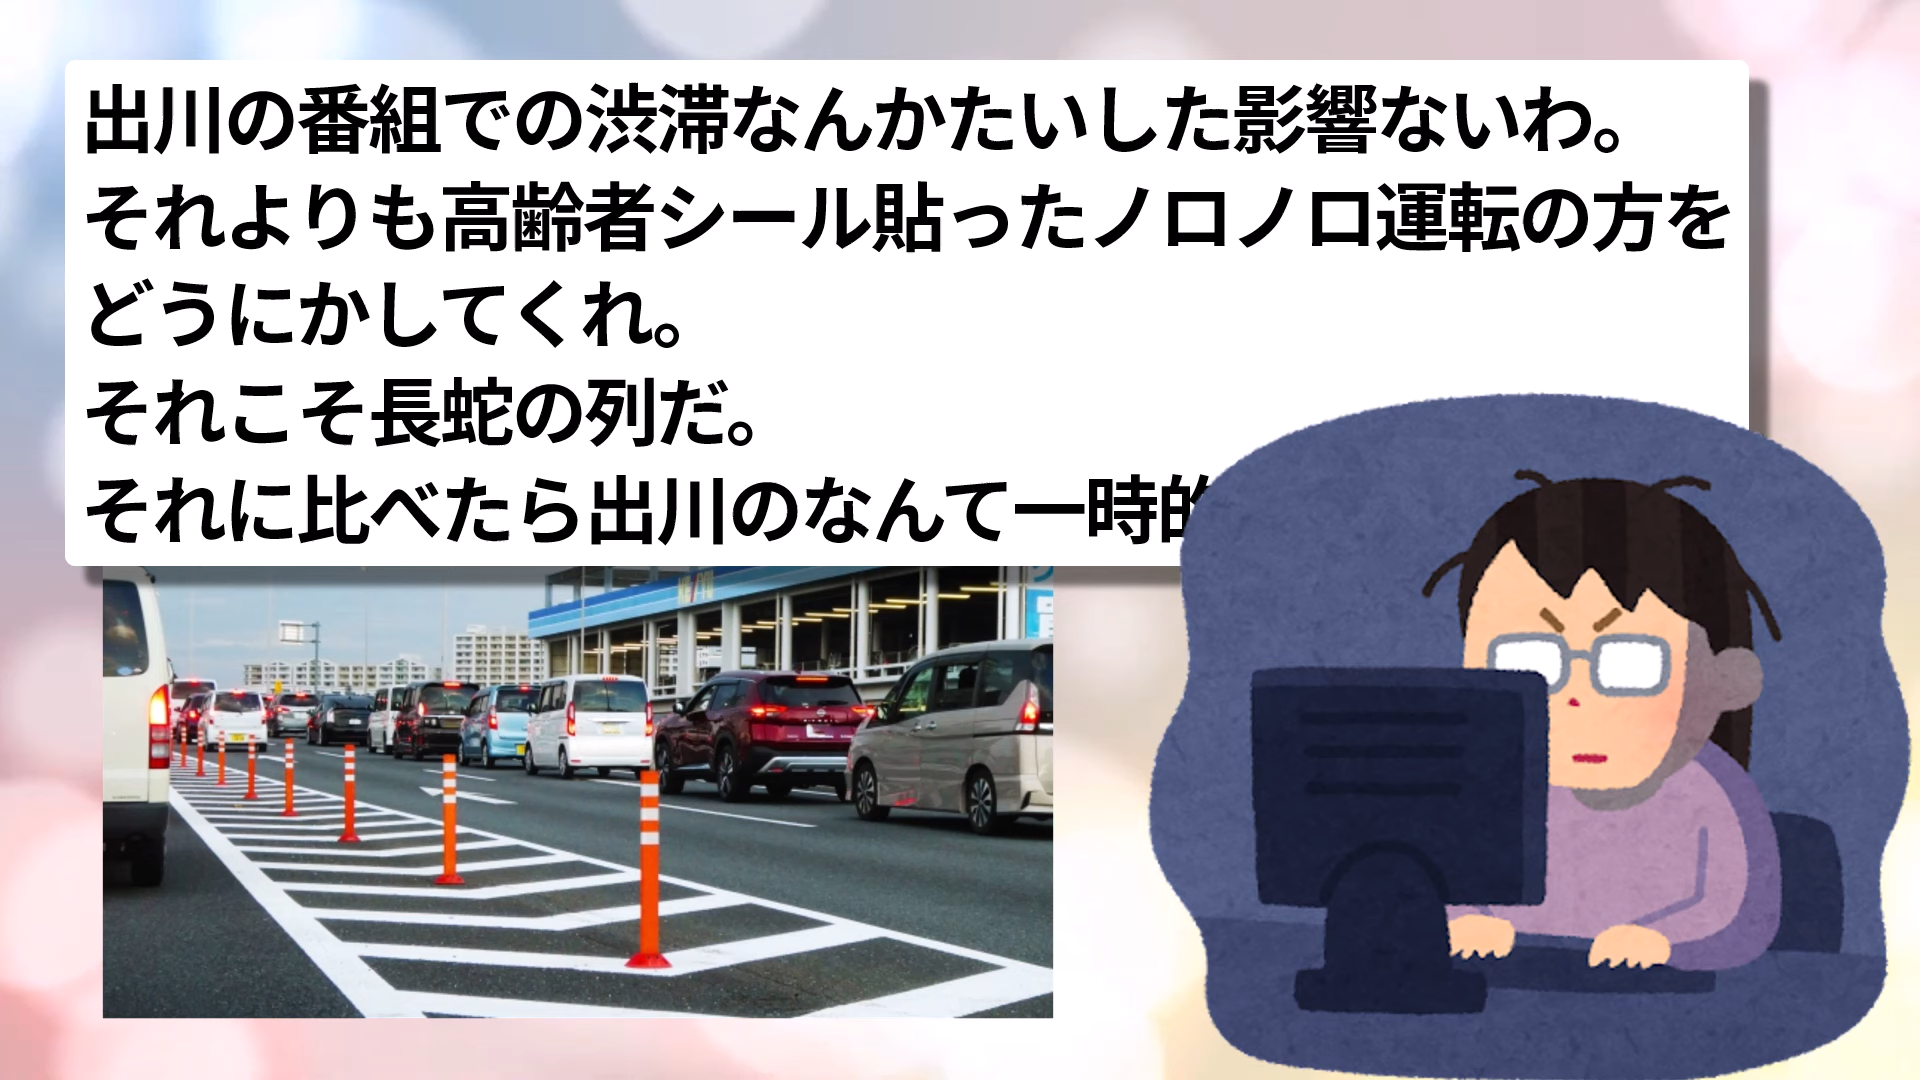 出川の番組での渋滞なんかたいした影響ないわ。
それよりも高齢者シール貼ったノロノロ運転の方を
どうにかしてくれ。
それこそ長蛇の列だ。
それに比べたら出川のなんて一時的